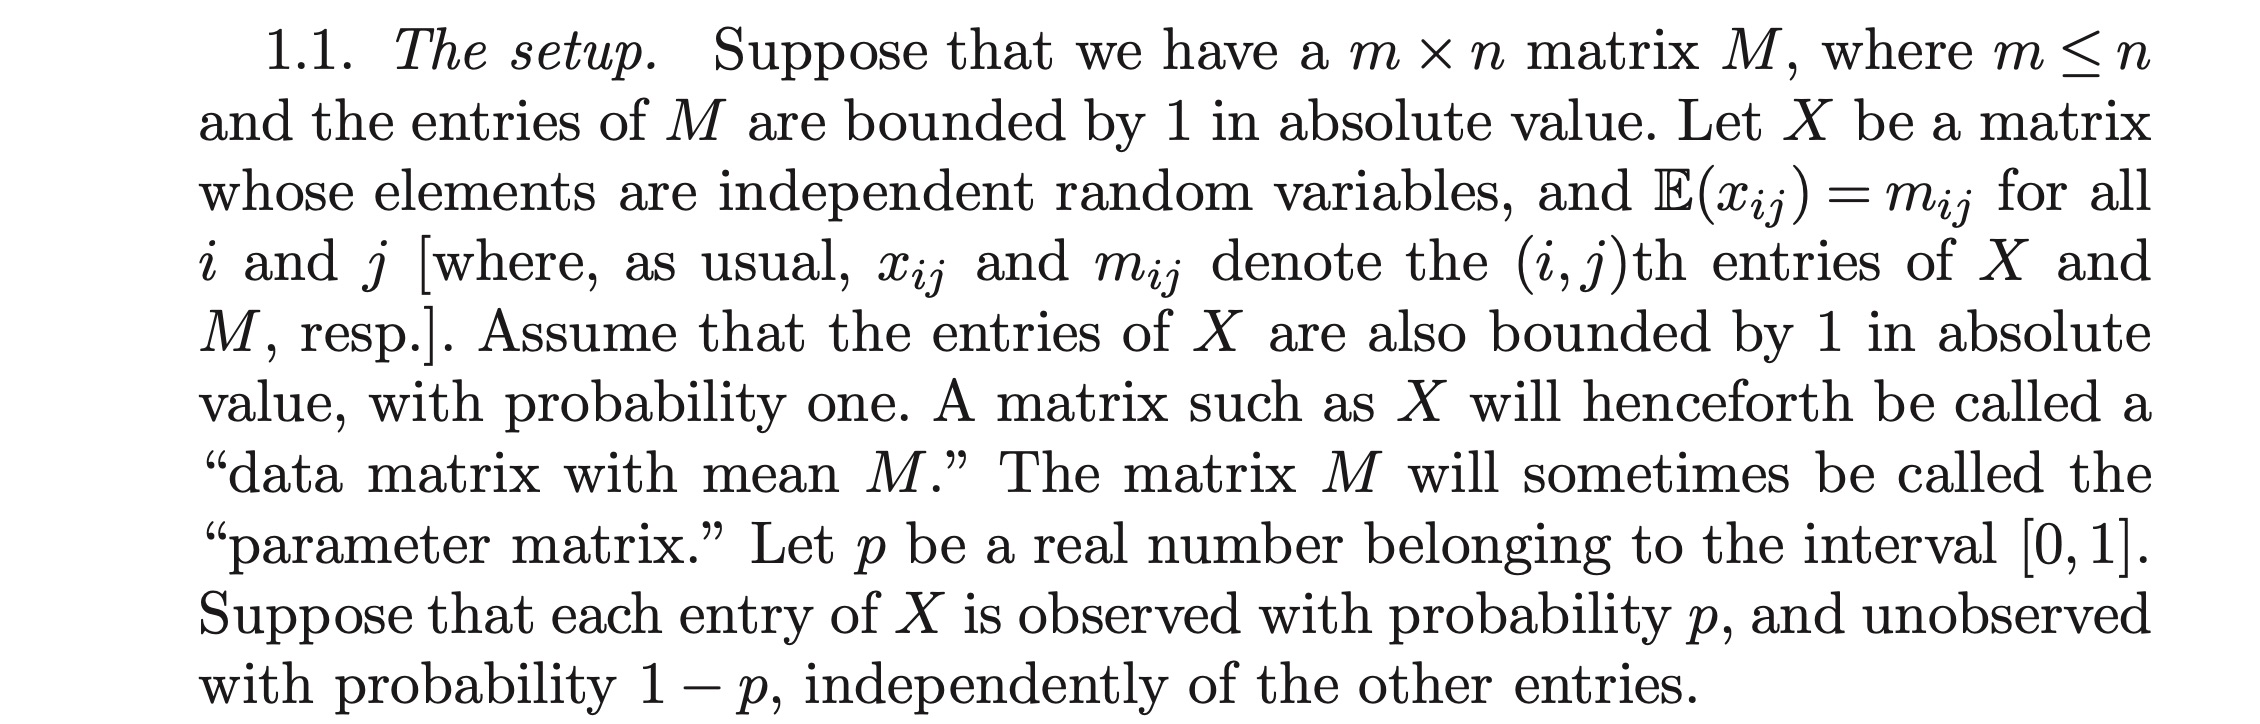 1.1. The setup. Suppose that we have a m × n matrix M, where m ≤ n
and the entries of M are bounded by 1 in absolute value. Let X be a matrix
whose elements are independent random variables, and 𝔼(x_{ij}) = m_{ij} for all
i and j [where, as usual, x_{ij} and m_{ij} denote the (i, j)th entries of X and
M, resp.]. Assume that the entries of X are also bounded by 1 in absolute
value, with probability one. A matrix such as X will henceforth be called a
“data matrix with mean M.” The matrix M will sometimes be called the
“parameter matrix.” Let p be a real number belonging to the interval [0, 1].
Suppose that each entry of X is observed with probability p, and unobserved
with probability 1 − p, independently of the other entries.